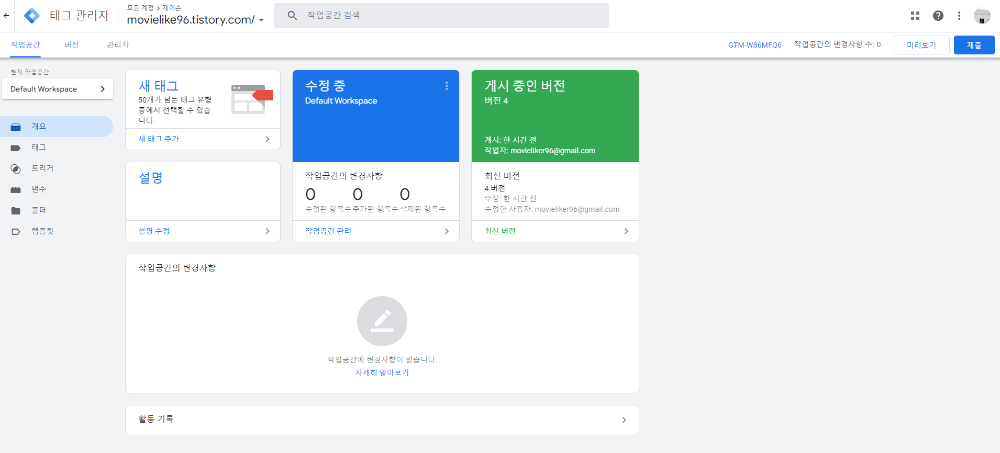 태그 관리자
모든 계정 > 제이슨
movielike96.tistory.com/
작업공간 검색
작업공간
버전
관리자
GTM-W86MFQ6
작업공간의 변경사항 수: 0
미리보기
제출
현재 작업공간
Default Workspace
개요
태그
트리거
변수
폴더
템플릿
새 태그
50개가 넘는 태그 유형
중에서 선택할 수 있습
니다.
새 태그 추가
설명
설명 수정
수정 중
Default Workspace
작업공간의 변경사항
0 0 0
수정된 항목수 추가된 항목수 삭제된 항목수
작업공간 관리
게시 중인 버전
버전 4
게시: 한 시간 전
작업자: movieliker96@gmail.com
최신 버전
4 버전
수정: 한 시간 전
수정한 사용자: movieliker96@gmail.com
최신 버전
작업공간의 변경사항
작업공간에 변경사항이 없습니다.
자세히 알아보기
활동 기록